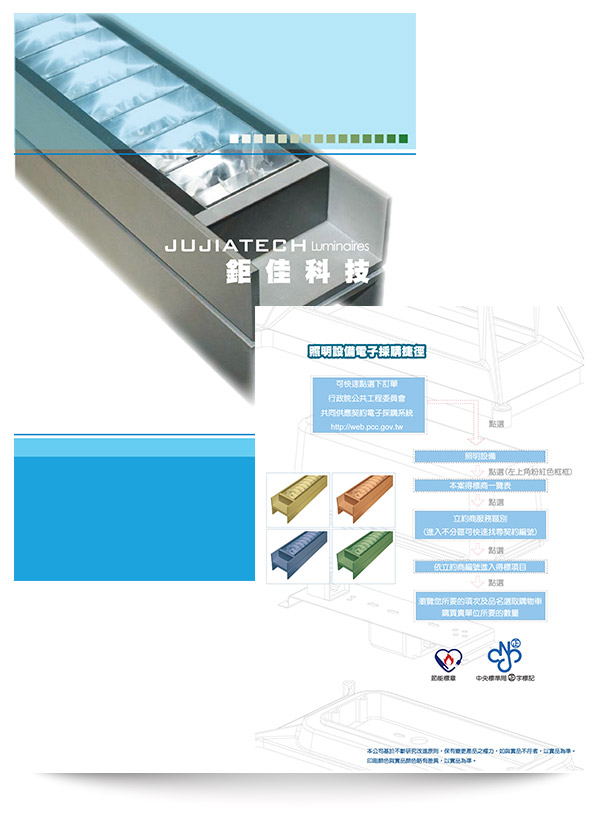 JUJIATECH Luminaires
鉅佳科技
照明設備電子採購捷徑
可快速點選下訂單
行政院公共工程委員會
共同供應契約電子採購系統
http://web.pcc.gov.tw
點選
照明設備
點選(左上角粉紅色框框)
本案得標商一覽表
點選
立約商服務區別
(進入不分區可快速找尋契約編號)
點選
依立約商編號進入得標項目
點選
瀏覽您所要的項次及品名選取購物車
購買貴單位所要的數量
節能標章
中央標準局正字標記
本公司基於不斷研究改進原則，保有變更產品之權力，如與實品不符者，以實品為準。
印刷顏色與實品顏色略有差異，以實品為準。